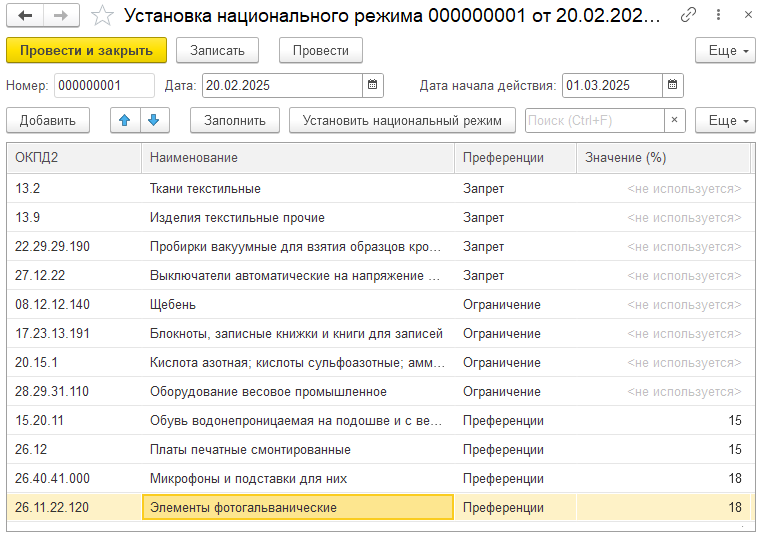 Установка национального режима 000000001 от 20.02.202...
Провести и закрыть Записать Провести Еще
Номер: 000000001 Дата: 20.02.2025 Дата начала действия: 01.03.2025
Добавить Заполнить Установить национальный режим Поиск (Ctrl+F) × Еще
ОКПД2 Наименование Преференции Значение (%)
13.2 Ткани текстильные Запрет <не используется>
13.9 Изделия текстильные прочие Запрет <не используется>
22.29.29.190 Пробирки вакуумные для взятия образцов кро... Запрет <не используется>
27.12.22 Выключатели автоматические на напряжение ... Запрет <не используется>
08.12.12.140 Щебень Ограничение <не используется>
17.23.13.191 Блокноты, записные книжки и книги для записей Ограничение <не используется>
20.15.1 Кислота азотная; кислоты сульфоазотные; амм... Ограничение <не используется>
28.29.31.110 Оборудование весовое промышленное Ограничение <не используется>
15.20.11 Обувь водонепроницаемая на подошве и с ве... Преференции 15
26.12 Платы печатные смонтированные Преференции 15
26.40.41.000 Микрофоны и подставки для них Преференции 18
26.11.22.120 Элементы фотогальванические Преференции 18